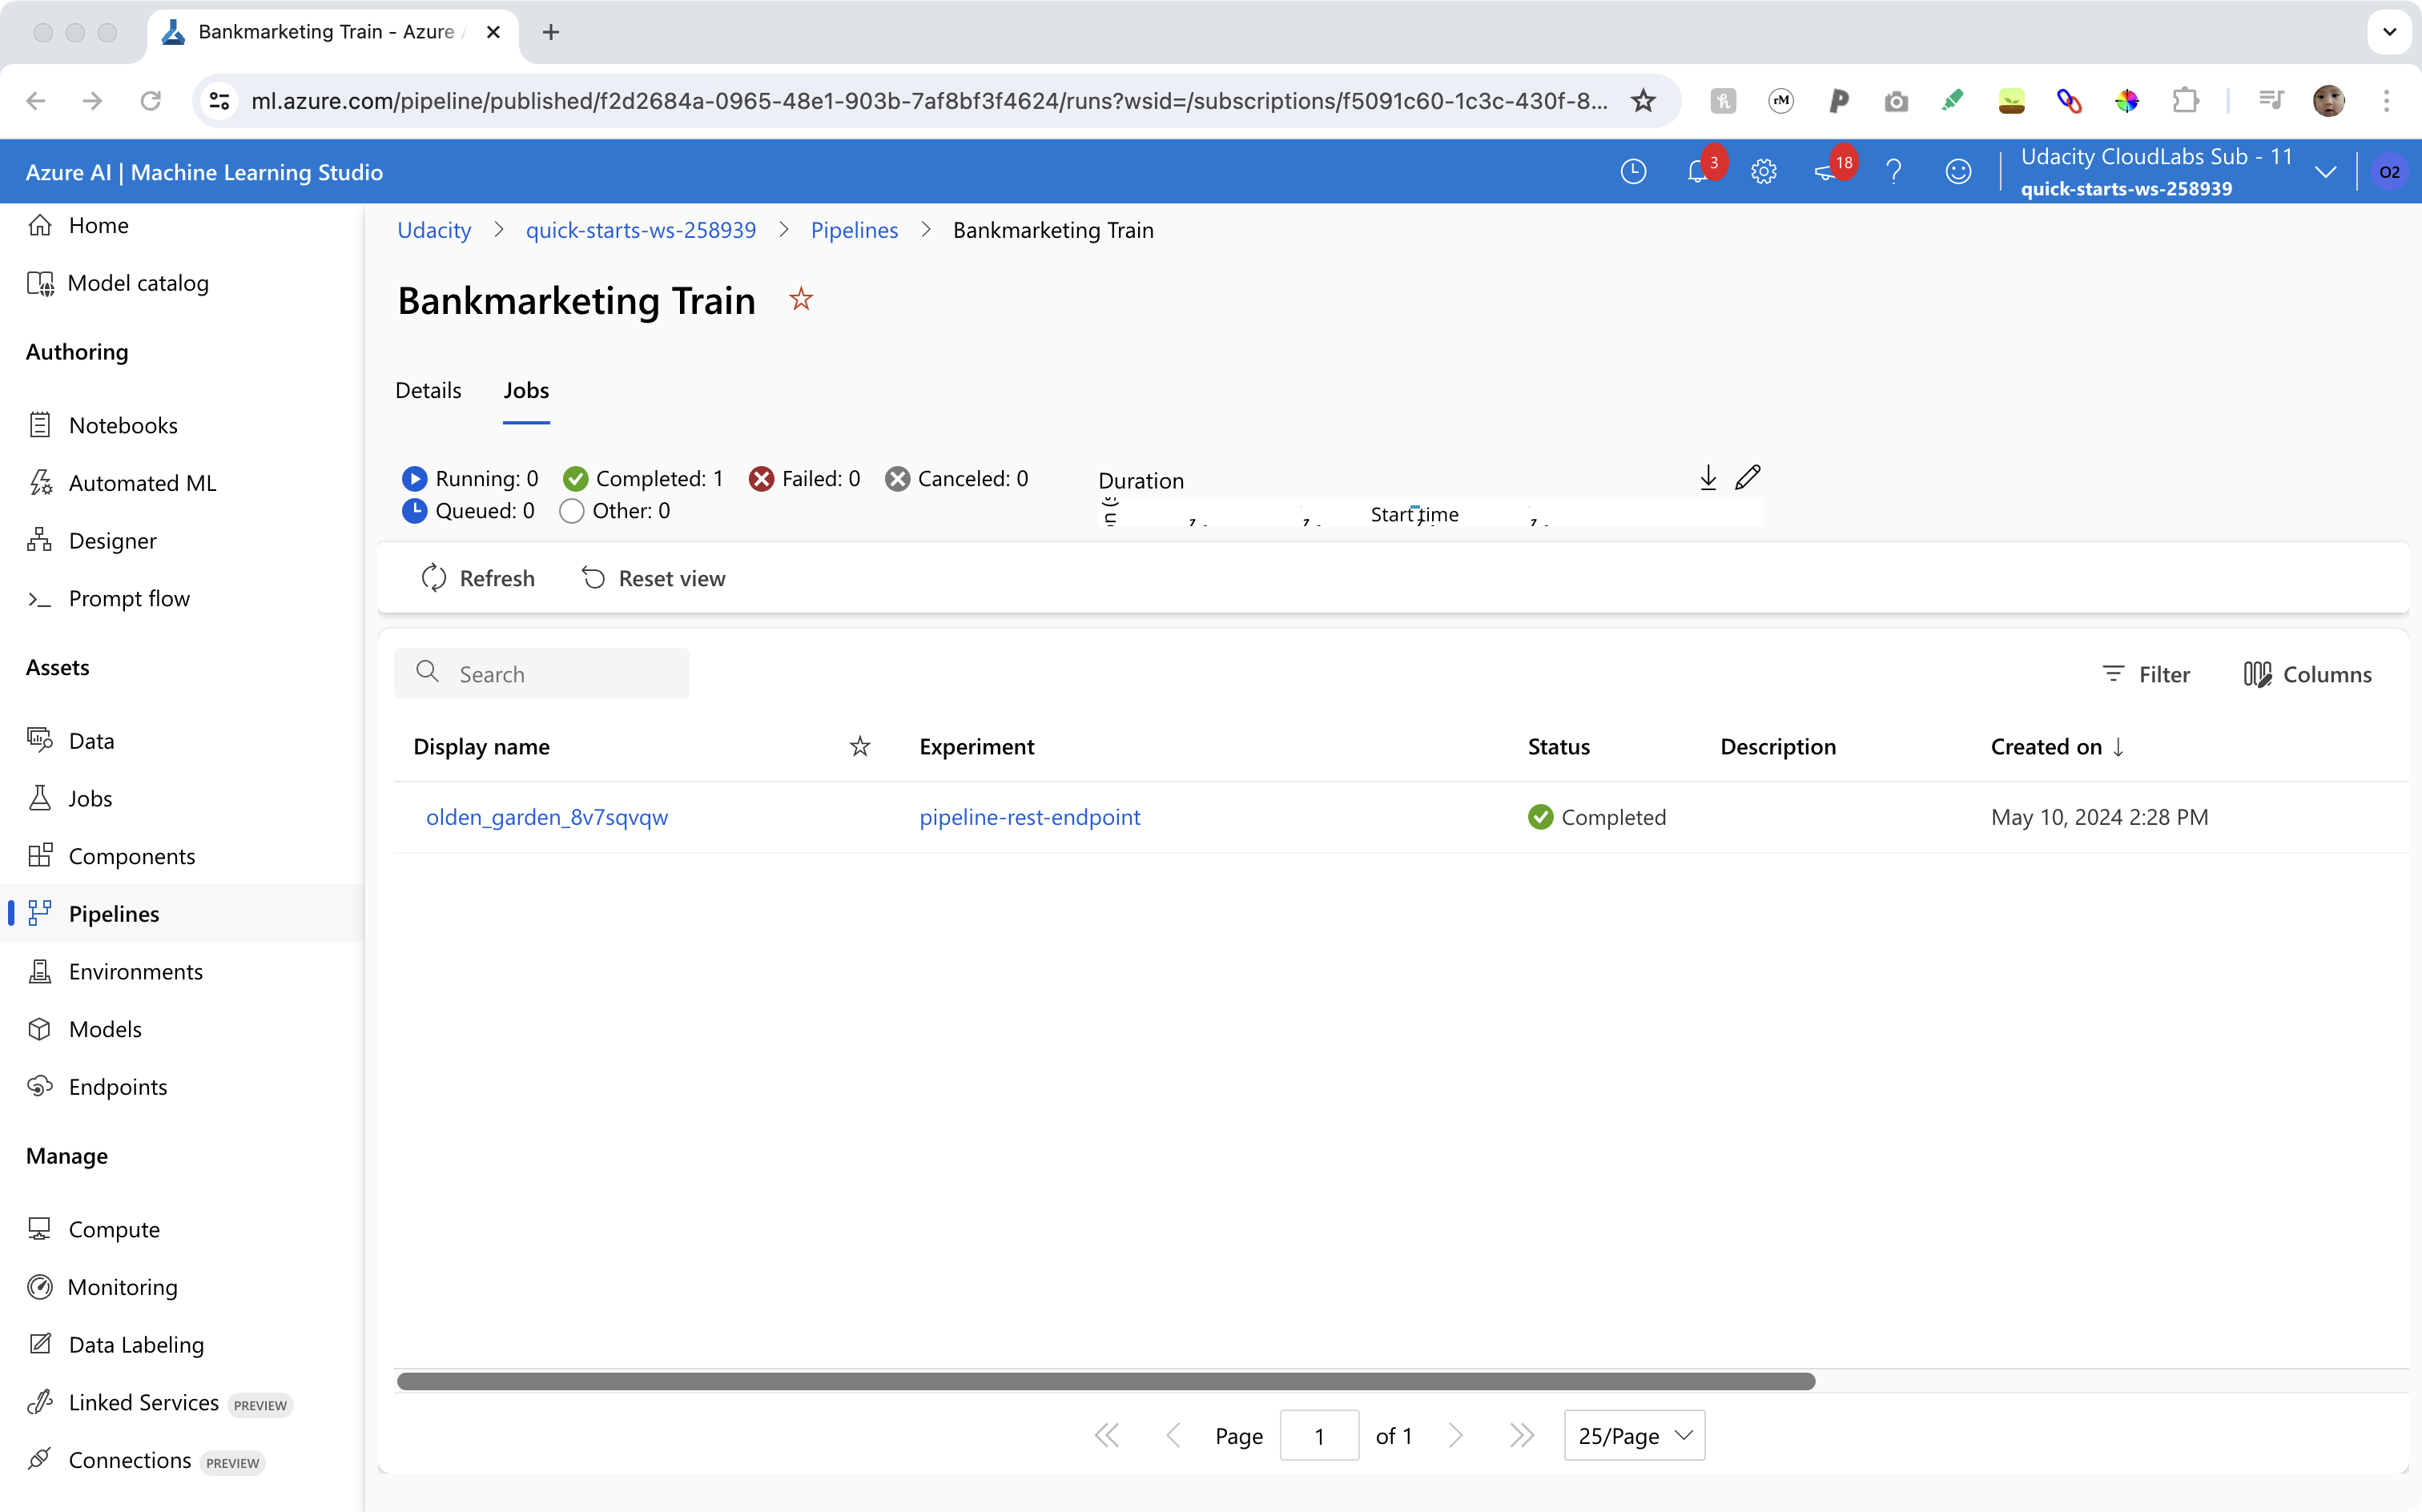 Bankmarketing Train - Azure
ml.azure.com/pipeline/published/f2d2684a-0965-48e1-903b-7af8bf3f4624/runs?wsid=/subscriptions/f5091c60-1c3c-430f-8...
Azure AI | Machine Learning Studio
3
18
Udacity CloudLabs Sub - 11
quick-starts-ws-258939
O2
Home
Model catalog
Authoring
Notebooks
Automated ML
Designer
Prompt flow
Assets
Data
Jobs
Components
Pipelines
Environments
Models
Endpoints
Manage
Compute
Monitoring
Data Labeling
Linked Services PREVIEW
Connections PREVIEW
Udacity > quick-starts-ws-258939 > Pipelines > Bankmarketing Train
Bankmarketing Train
Details Jobs
Running: 0 Completed: 1 Failed: 0 Canceled: 0
Queued: 0 Other: 0
Duration
Start time
Refresh Reset view
Search
Filter Columns
Display name Experiment Status Description Created on
olden_garden_8v7sqvqw pipeline-rest-endpoint Completed May 10, 2024 2:28 PM
Page 1 of 1 25/Page